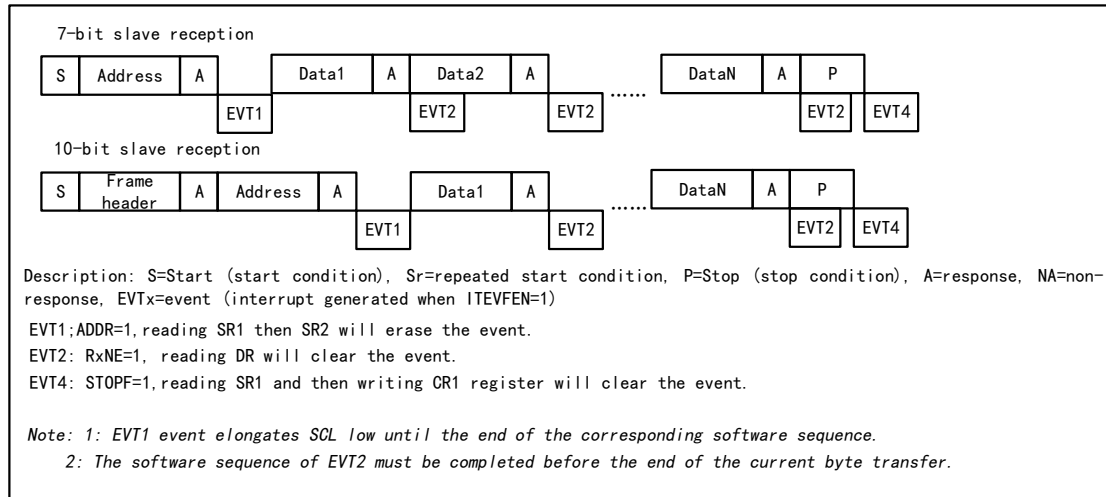 7-bit slave reception
S Address A Data1 A Data2 A ...... DataN A P
EVT1 EVT2 EVT2 EVT2 EVT4
10-bit slave reception
S Frame header A Address A Data1 A ...... DataN A P
EVT1 EVT2 EVT2 EVT4
Description: S=Start (start condition), Sr=repeated start condition, P=Stop (stop condition), A=response, NA=non-
response, EVTx=event (interrupt generated when ITEVFEN=1)
EVT1;ADDR=1,reading SR1 then SR2 will erase the event.
EVT2: RxNE=1, reading DR will clear the event.
EVT4: STOPF=1,reading SR1 and then writing CR1 register will clear the event.
Note: 1: EVT1 event elongates SCL low until the end of the corresponding software sequence.
2: The software sequence of EVT2 must be completed before the end of the current byte transfer.